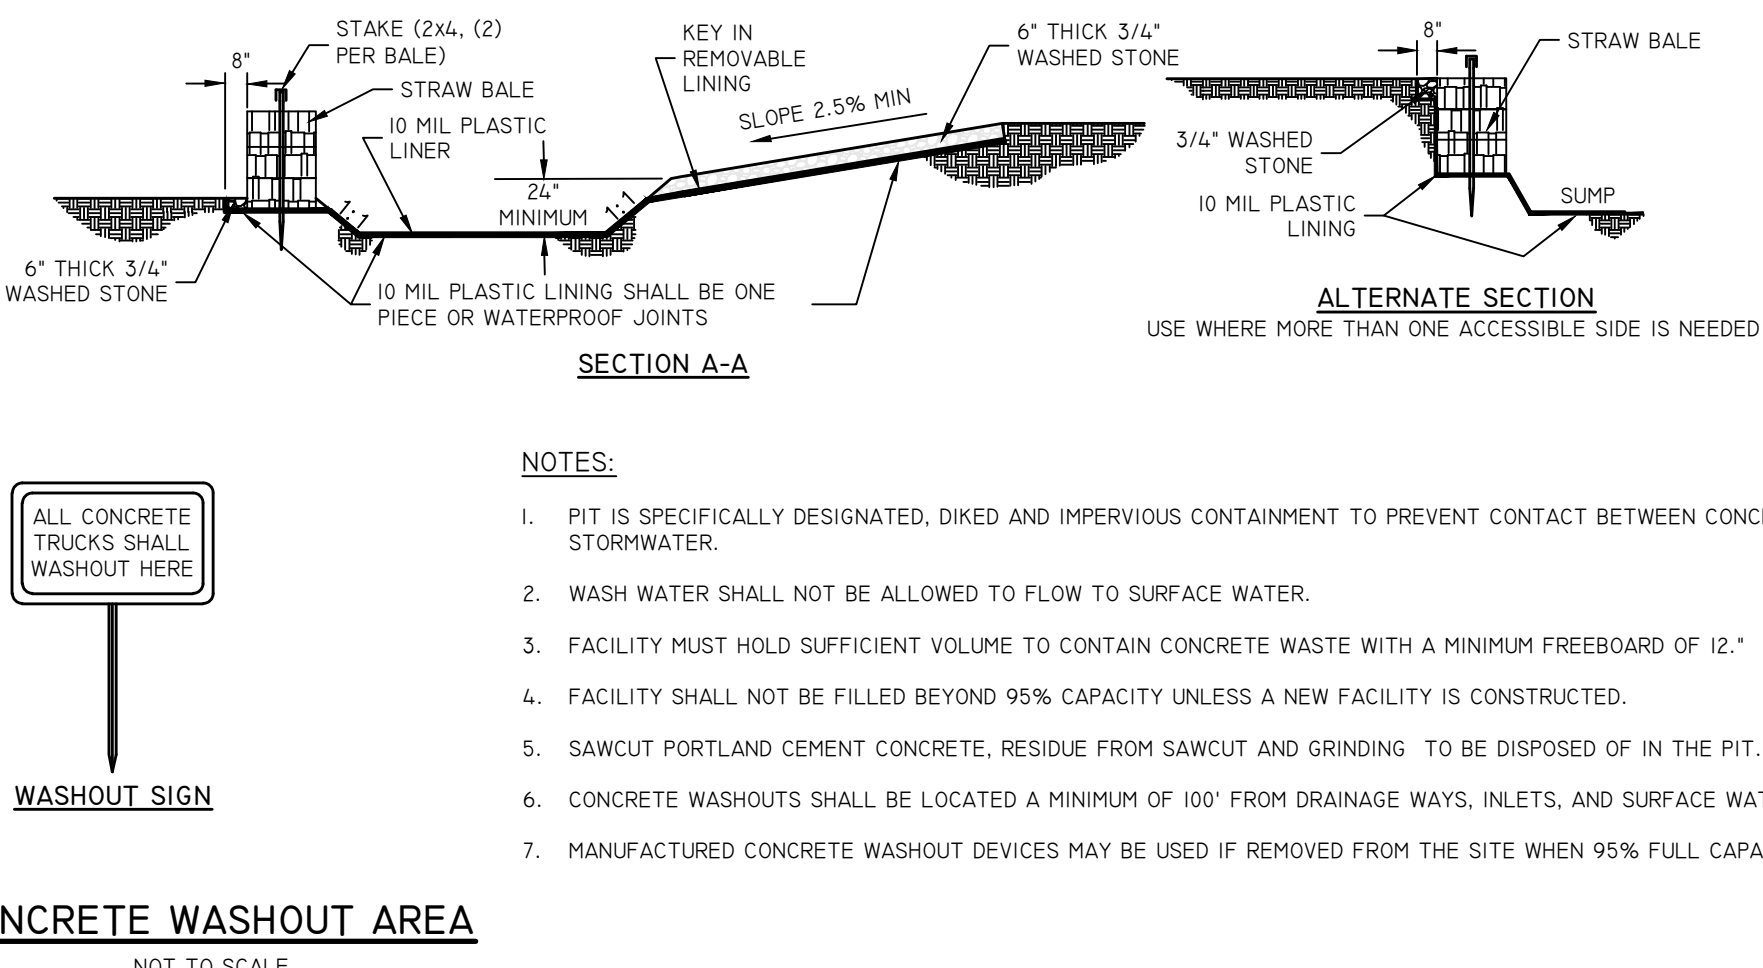 STAKE (2x4, (2)
PER BALE)
8"
STRAW BALE
10 MIL PLASTIC
LINER
KEY IN
REMOVABLE
LINING
6" THICK 3/4"
WASHED STONE
SLOPE 2.5% MIN
24"
MINIMUM
1:1
1:1
6" THICK 3/4"
WASHED STONE
10 MIL PLASTIC LINING SHALL BE ONE
PIECE OR WATERPROOF JOINTS
SECTION A-A
8"
STRAW BALE
3/4" WASHED
STONE
10 MIL PLASTIC
LINING
SUMP
ALTERNATE SECTION
USE WHERE MORE THAN ONE ACCESSIBLE SIDE IS NEEDED
ALL CONCRETE
TRUCKS SHALL
WASHOUT HERE
WASHOUT SIGN
NOTES:
1. PIT IS SPECIFICALLY DESIGNATED, DIKED AND IMPERVIOUS CONTAINMENT TO PREVENT CONTACT BETWEEN
STORMWATER.
2. WASH WATER SHALL NOT BE ALLOWED TO FLOW TO SURFACE WATER.
3. FACILITY MUST HOLD SUFFICIENT VOLUME TO CONTAIN CONCRETE WASTE WITH A MINIMUM FREEBOARD OF 12."
4. FACILITY SHALL NOT BE FILLED BEYOND 95% CAPACITY UNLESS A NEW FACILITY IS CONSTRUCTED.
5. SAWCUT PORTLAND CEMENT CONCRETE, RESIDUE FROM SAWCUT AND GRINDING TO BE DISPOSED OF IN THE PIT.
6. CONCRETE WASHOUTS SHALL BE LOCATED A MINIMUM OF 100' FROM DRAINAGE WAYS, INLETS, AND SURFACE
7. MANUFACTURED CONCRETE WASHOUT DEVICES MAY BE USED IF REMOVED FROM THE SITE WHEN 95% FULL
NCRETE WASHOUT AREA
NOT TO SCALE